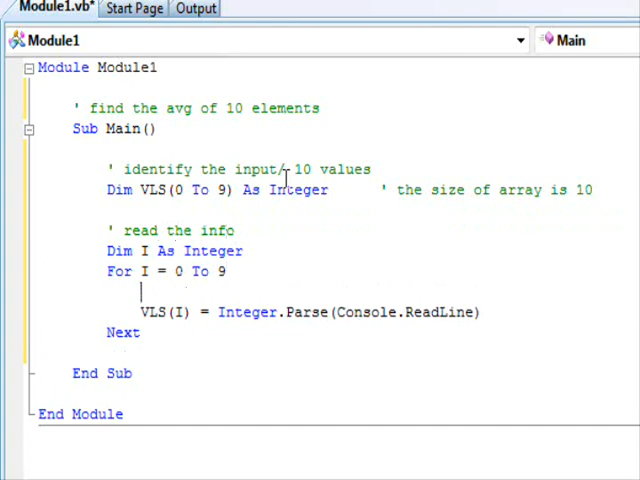 Module1.vb* Start Page Output
Module1 Main
Module Module1
' find the avg of 10 elements
Sub Main()
' identify the input/ 10 values
Dim VLS(0 To 9) As Integer ' the size of array is 10
' read the info
Dim I As Integer
For I = 0 To 9
VLS(I) = Integer.Parse(Console.ReadLine)
Next
End Sub
End Module